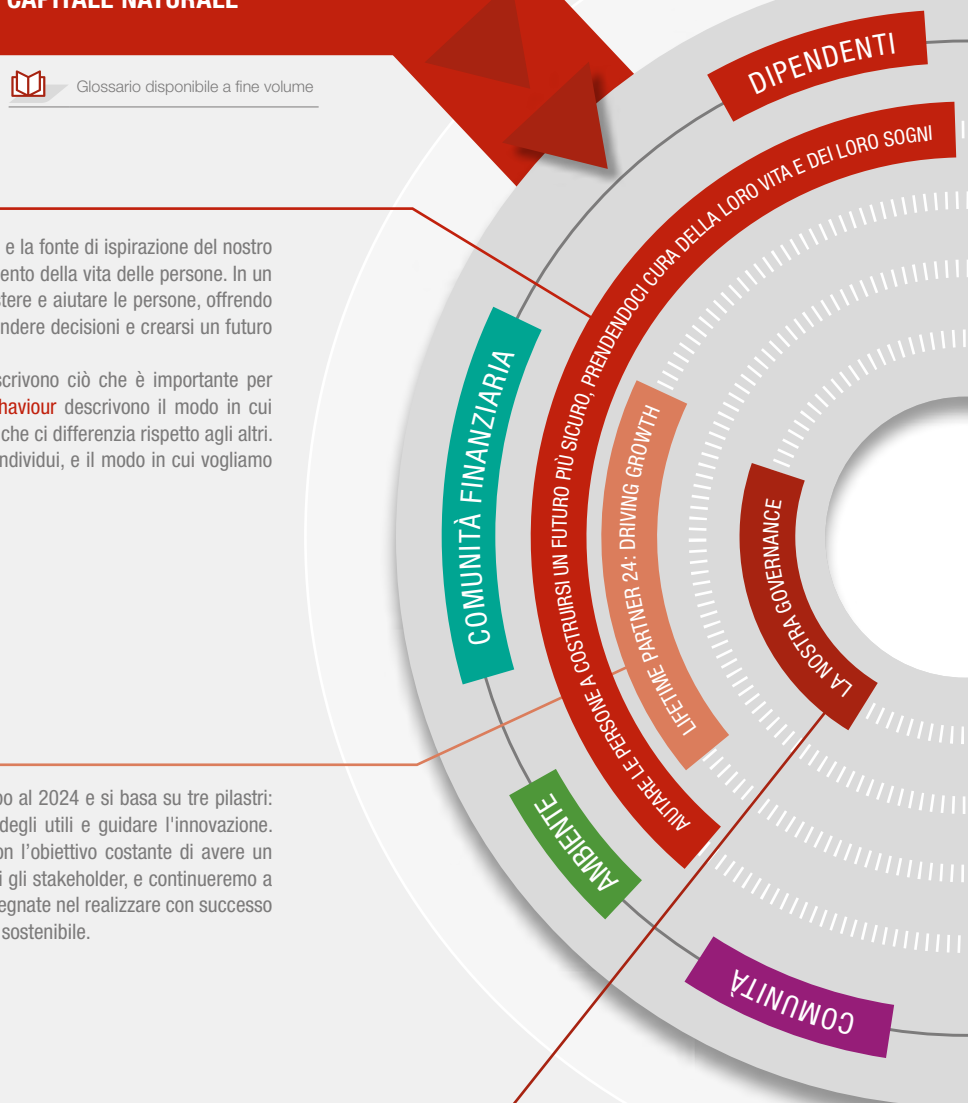 CAPITALE NATURALE
Glossario disponibile a fine volume
e la fonte di ispirazione del nostro
ento della vita delle persone. In un
stere e aiutare le persone, offrendo
ndere decisioni e crearsi un futuro
scrivono ciò che è importante per
haviour descrivono il modo in cui
che ci differenzia rispetto agli altri.
ndividui, e il modo in cui vogliamo
po al 2024 e si basa su tre pilastri:
degli utili e guidare l'innovazione.
on l’obiettivo costante di avere un
i gli stakeholder, e continueremo a
egnate nel realizzare con successo
sostenibile.
DIPENDENTI
AIUTARE LE PERSONE A COSTRUIRSI UN FUTURO PIÙ SICURO, PRENDENDOCI CURA DELLA LORO VITA E DEI LORO SOGNI
COMUNITÀ FINANZIARIA
LIFETIME PARTNER 24: DRIVING GROWTH
LA NOSTRA GOVERNANCE
AMBIENTE
COMUNITÀ